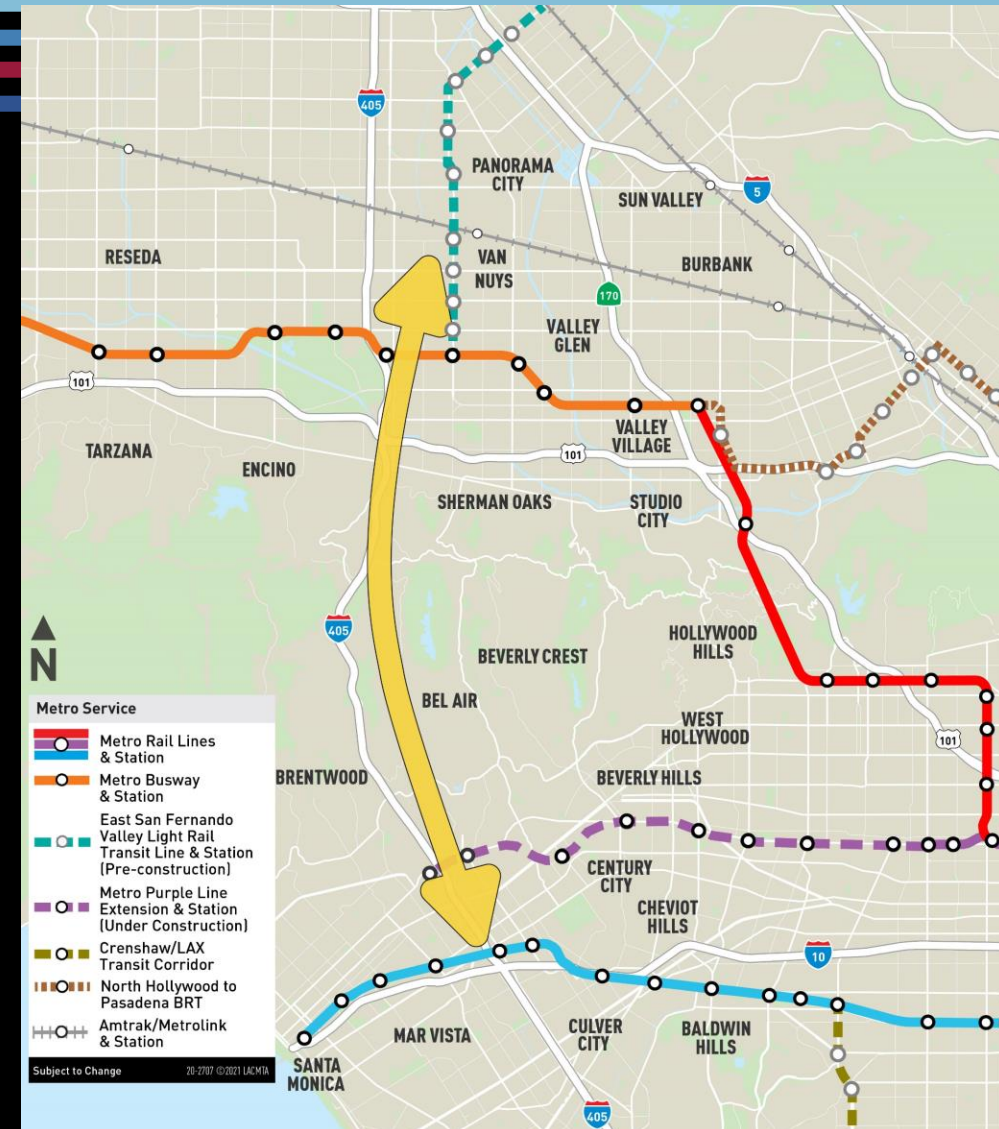 405
PANORAMA
CITY
SUN VALLEY
5
RESEDA
VAN
NUYS
BURBANK
170
VALLEY
GLEN
101
TARZANA
VALLEY
VILLAGE
101
ENCINO
SHERMAN OAKS
STUDIO
CITY
405
N
HOLLYWOOD
HILLS
BEVERLY CREST
BEL AIR
WEST
HOLLYWOOD
101
BRENTWOOD
BEVERLY HILLS
CENTURY
CITY
CHEVIOT
HILLS
10
MAR VISTA
CULVER
CITY
BALDWIN
HILLS
SANTA
MONICA
405
Metro Service
Metro Rail Lines
& Station
Metro Busway
& Station
East San Fernando
Valley Light Rail
Transit Line & Station
(Pre-construction)
Metro Purple Line
Extension & Station
(Under Construction)
Crenshaw/LAX
Transit Corridor
North Hollywood to
Pasadena BRT
Amtrak/Metrolink
& Station
Subject to Change
20-2707 ©2021 LACMTA